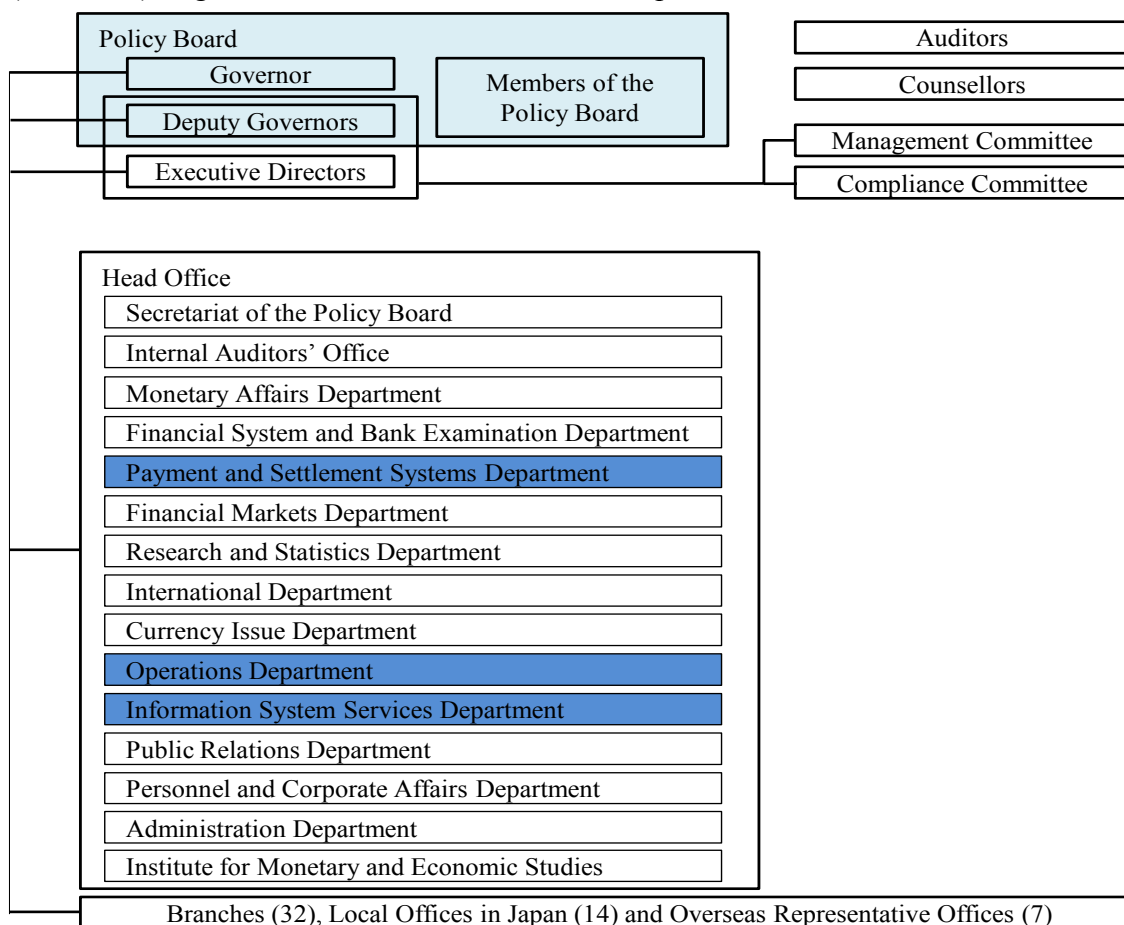 Policy Board
Governor
Deputy Governors
Executive Directors
Members of the
Policy Board
Auditors
Counsellors
Management Committee
Compliance Committee
Head Office
Secretariat of the Policy Board
Internal Auditors’ Office
Monetary Affairs Department
Financial System and Bank Examination Department
Payment and Settlement Systems Department
Financial Markets Department
Research and Statistics Department
International Department
Currency Issue Department
Operations Department
Information System Services Department
Public Relations Department
Personnel and Corporate Affairs Department
Administration Department
Institute for Monetary and Economic Studies
Branches (32), Local Offices in Japan (14) and Overseas Representative Offices (7)